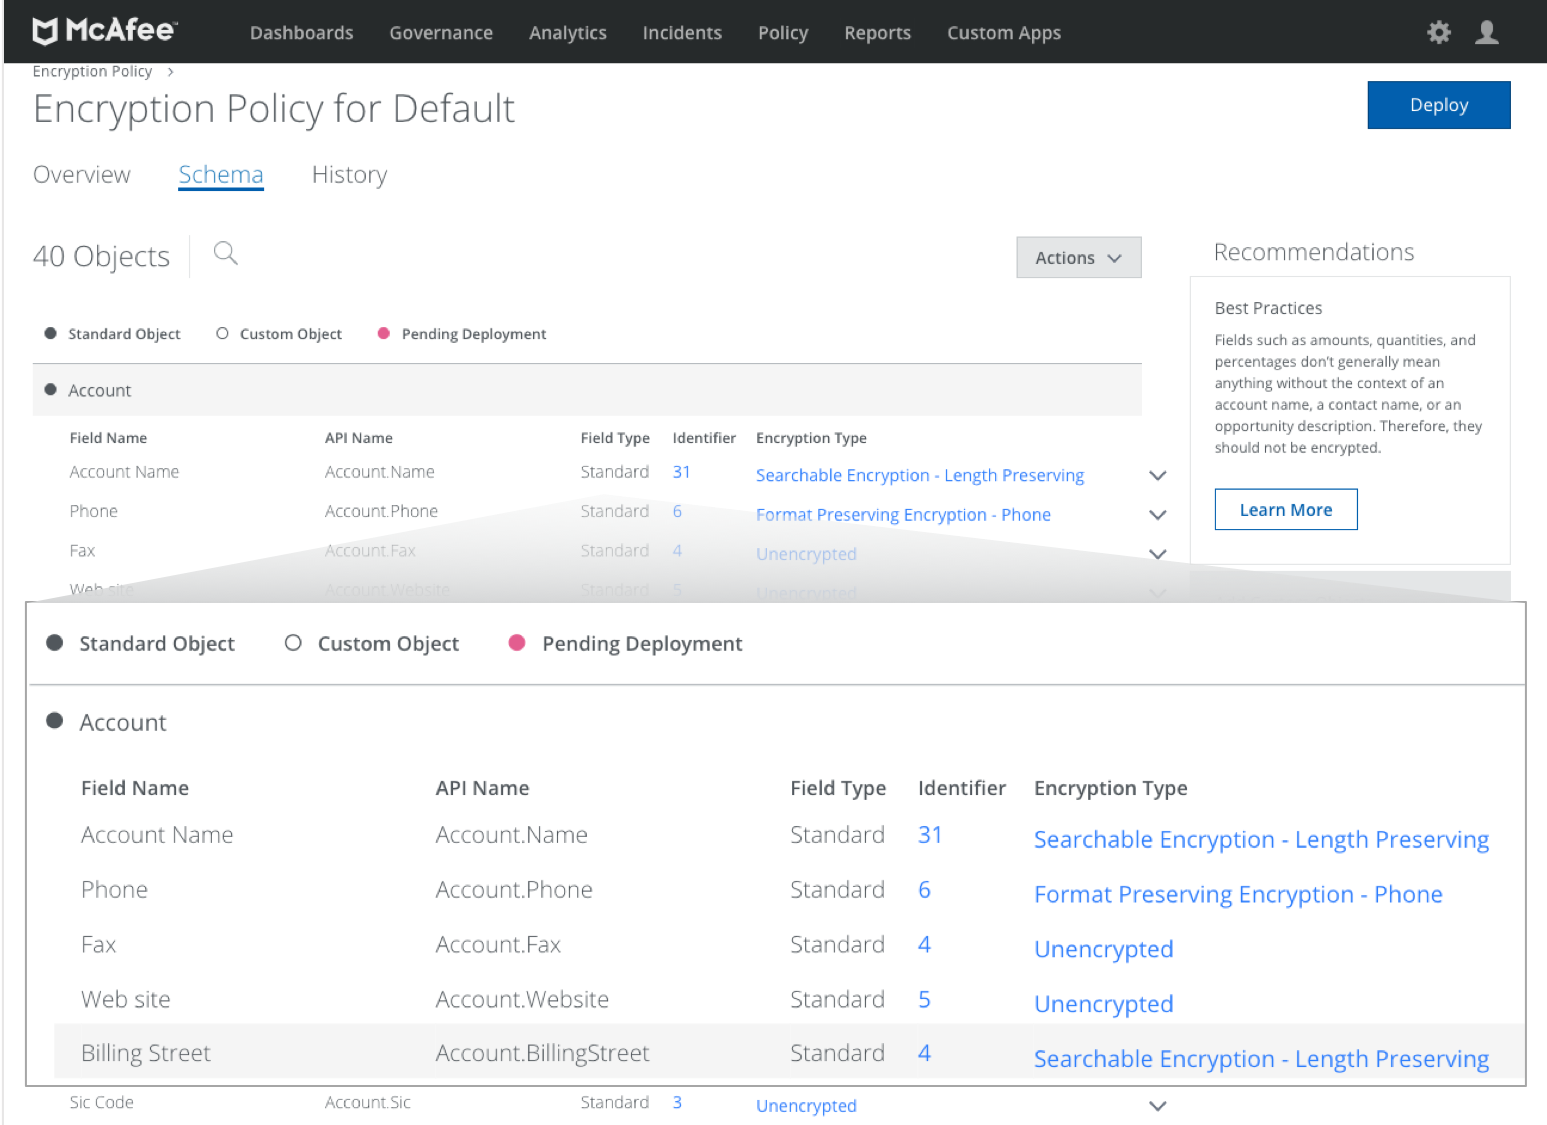 McAfee™ Dashboards Governance Analytics Incidents Policy Reports Custom Apps
Encryption Policy >
Encryption Policy for Default
Deploy
Overview Schema History
40 Objects
Actions
Recommendations
Standard Object Custom Object Pending Deployment
Best Practices
Fields such as amounts, quantities, and
percentages don't generally mean
anything without the context of an
account name, a contact name, or an
opportunity description. Therefore, they
should not be encrypted.
Learn More
Account
Field Name API Name Field Type Identifier Encryption Type
Account Name Account.Name Standard 31 Searchable Encryption - Length Preserving
Phone Account.Phone Standard 6 Format Preserving Encryption - Phone
Fax Account.Fax Standard 4 Unencrypted
Web site Account.Website Standard 5 Unencrypted
Standard Object Custom Object Pending Deployment
Account
Field Name API Name Field Type Identifier Encryption Type
Account Name Account.Name Standard 31 Searchable Encryption - Length Preserving
Phone Account.Phone Standard 6 Format Preserving Encryption - Phone
Fax Account.Fax Standard 4 Unencrypted
Web site Account.Website Standard 5 Unencrypted
Billing Street Account.BillingStreet Standard 4 Searchable Encryption - Length Preserving
Sic Code Account.Sic Standard 3 Unencrypted